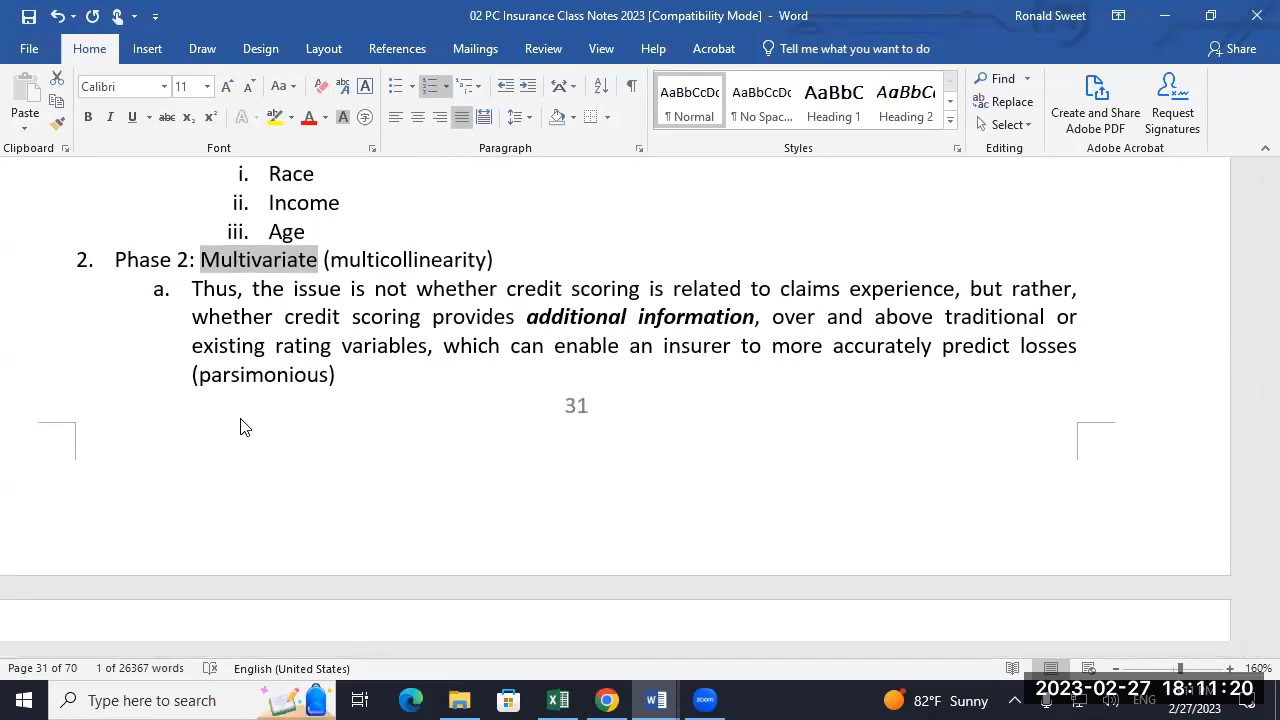 02 PC Insurance Class Notes 2023 [Compatibility Mode] - Word
Ronald Sweet
File Home Insert Draw Design Layout References Mailings Review View Help Acrobat Tell me what you want to do Share
Calibri 11
Paste
B I U abc x₂ x² A
Clipboard Font Paragraph
AaBbCcDc AaBbCcDc AaBbC AaBbC
¶ Normal ¶ No Spac... Heading 1 Heading 2
Styles
Find
Replace
Select
Editing
Create and Share
Adobe PDF
Request
Signatures
Adobe Acrobat
i. Race
ii. Income
iii. Age
2. Phase 2: Multivariate (multicollinearity)
a. Thus, the issue is not whether credit scoring is related to claims experience, but rather,
whether credit scoring provides additional information, over and above traditional or
existing rating variables, which can enable an insurer to more accurately predict losses
(parsimonious)
31
Page 31 of 70 1 of 26367 words English (United States) 160%
Type here to search
zoom
82°F Sunny
ENG
2023-02-27 18:11:20
2/27/2023